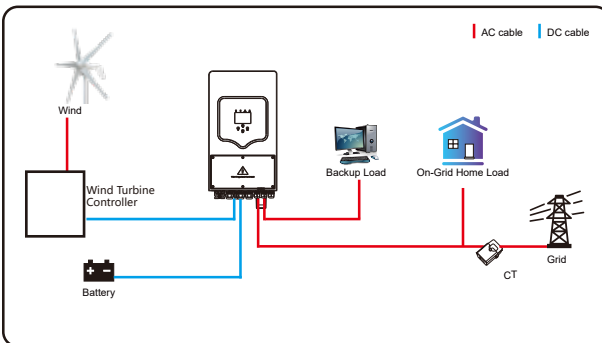 AC cable
DC cable
Wind
Wind Turbine
Controller
Backup Load
On-Grid Home Load
CT
Grid
Battery